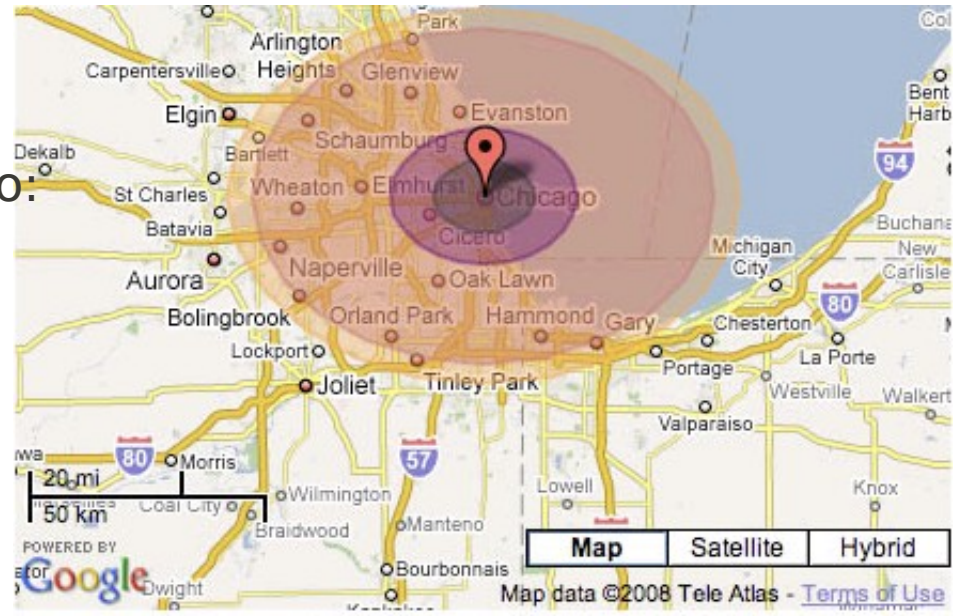 Park
Col
Arlington
Heights
Carpentersville
Glenview
Bent
Harb
Elgin
Evanston
Schaumburg
Bartlett
Dekalb
94
o:
St Charles
Wheaton
Elmhurst
Chicago
Batavia
Cicero
Buchana
Michigan
City
New
Carlisle
Aurora
Naperville
Oak Lawn
80
Bolingbrook
Orland Park
Hammond
Gary
Chesterton
Lockport
Portage
La Porte
Joliet
Tinley Park
Westville
Walkert
Valparaiso
wa
80
Morris
57
20 mi
Coal City
Wilmington
Lowell
Knox
50 km
Braidwood
Manteno
POWERED BY
Google
Map
Satellite
Hybrid
ator
Dwight
Bourbonnais
Map data ©2008 Tele Atlas - Terms of Use